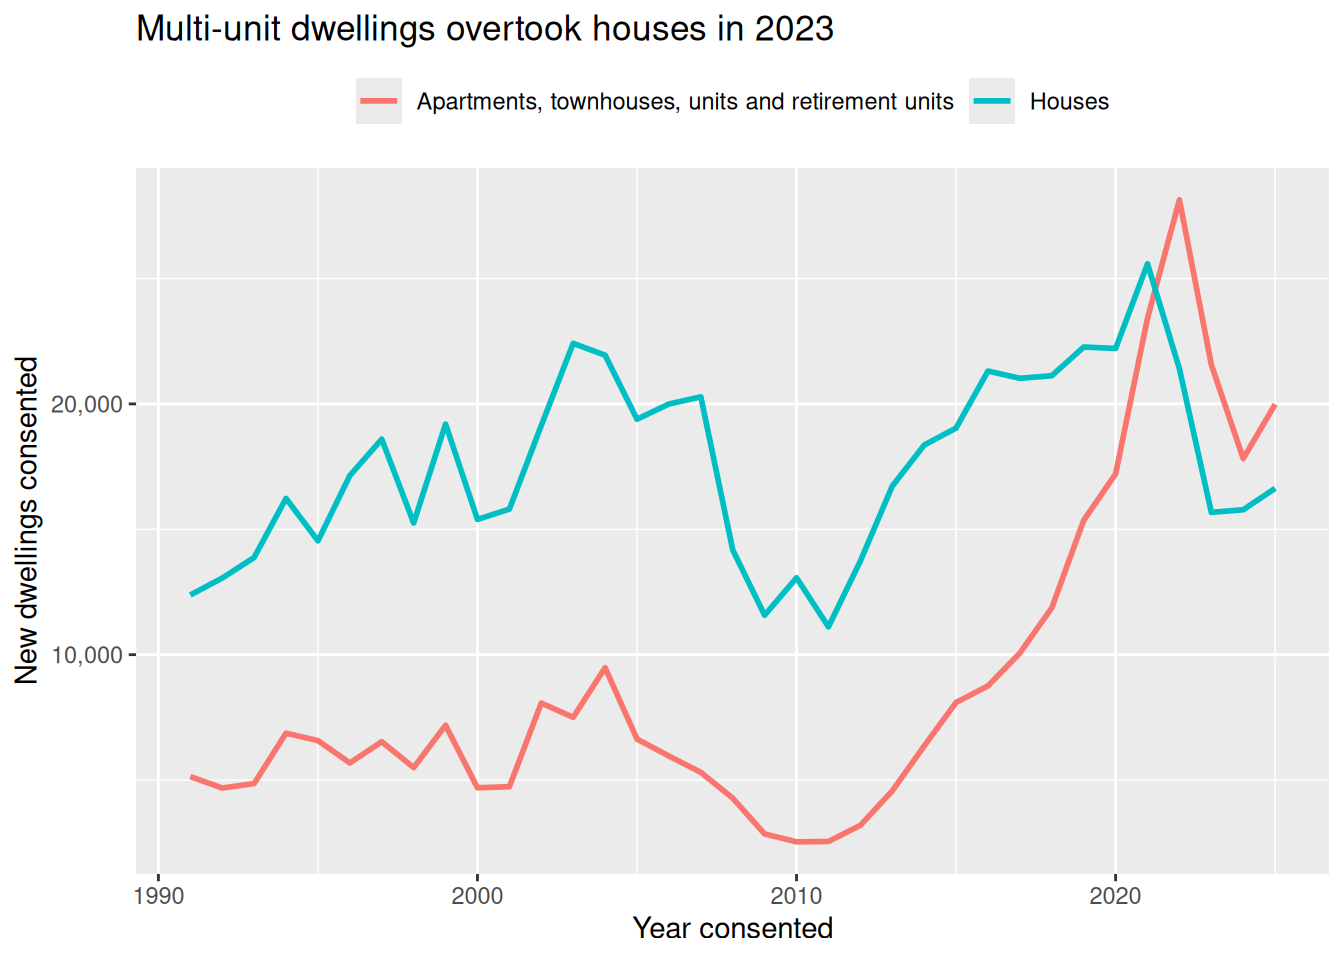 Multi-unit dwellings overtook houses in 2023
Apartments, townhouses, units and retirement units
Houses
New dwellings consented
20,000
10,000
1990
2000
2010
2020
Year consented